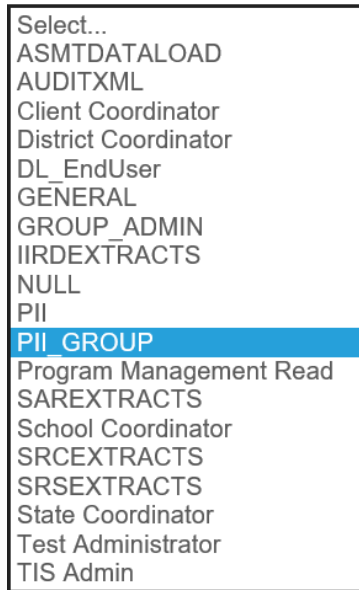 Select...
ASMTDATALOAD
AUDITXML
Client Coordinator
District Coordinator
DL_EndUser
GENERAL
GROUP_ADMIN
IIRDEXTRACTS
NULL
PII
PII_GROUP
Program Management Read
SAREXTRACTS
School Coordinator
SRCEXTRACTS
SRSEXTRACTS
State Coordinator
Test Administrator
TIS Admin